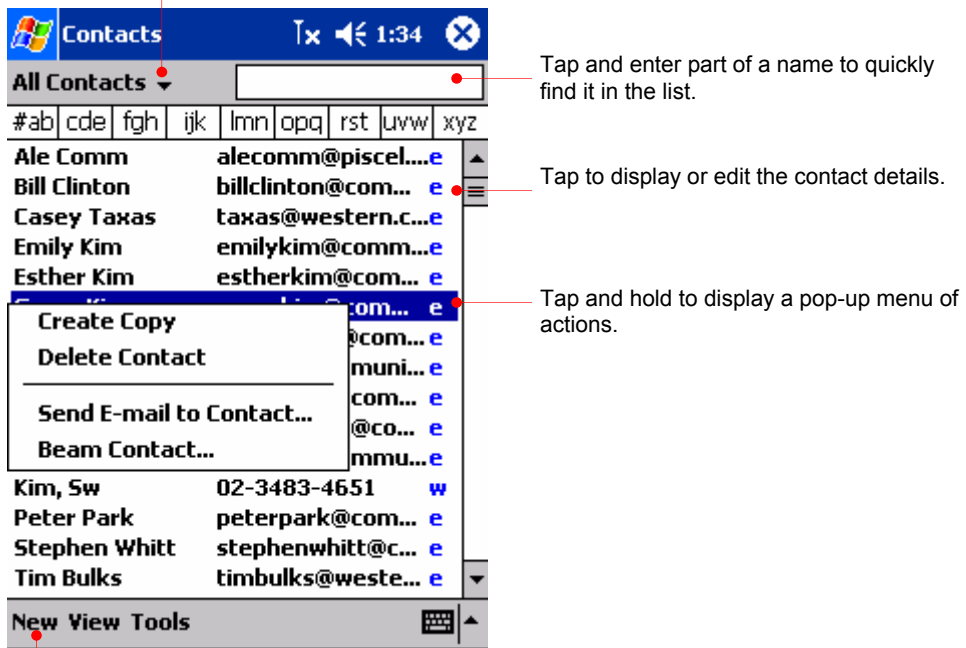 Contacts 1:34
All Contacts
Tap and enter part of a name to quickly
find it in the list.
#ab cde fgh ijk lmn opq rst uvw xyz
Ale Comm alecomm@piscel.... e
Bill Clinton billclinton@com... e
Tap to display or edit the contact details.
Casey Taxas taxas@western.c... e
Emily Kim emilykim@comm... e
Esther Kim estherkim@com... e
com... e
Tap and hold to display a pop-up menu of
actions.
Create Copy
@com... e
Delete Contact
muni... e
com... e
Send E-mail to Contact...
@co... e
Beam Contact...
mmu... e
Kim, Sw 02-3483-4651 w
Peter Park peterpark@com... e
Stephen Whitt stephenwhitt@c... e
Tim Bulks timbulks@weste... e
New View Tools